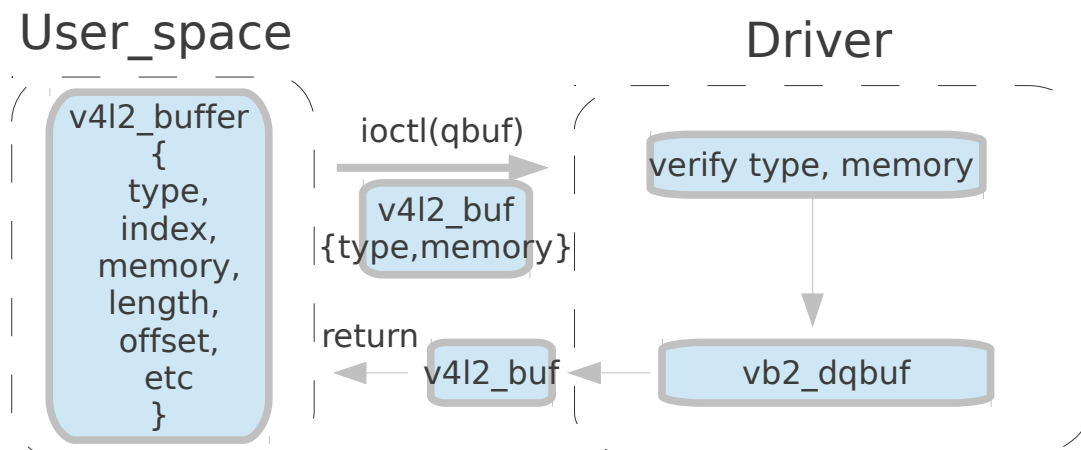 User_space
Driver
v4l2_buffer
{
type,
index,
memory,
length,
offset,
etc
}
ioctl(qbuf)
v4l2_buf
{type,memory}
return
v4l2_buf
verify type, memory
vb2_dqbuf